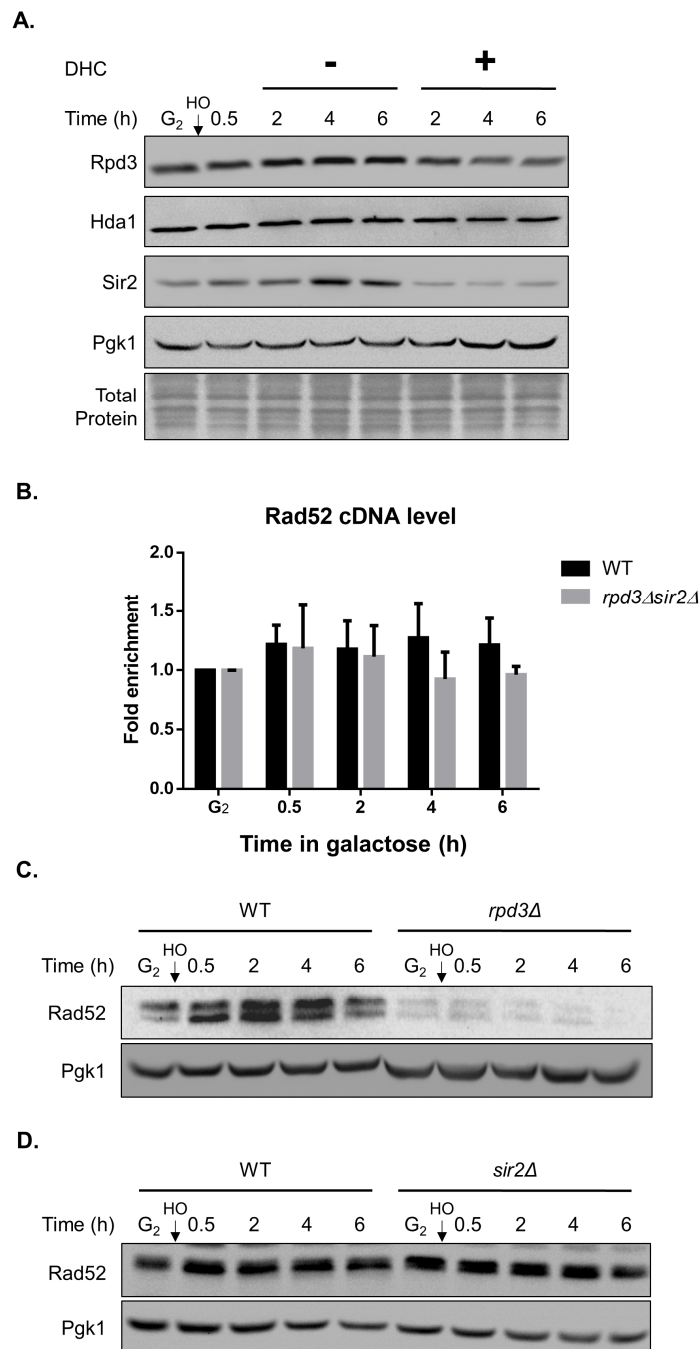 A.
DHC - +
HO
Time (h) G₂ 0.5 2 4 6 2 4 6
Rpd3
Hda1
Sir2
Pgk1
Total
Protein
B.
Rad52 cDNA level
Fold enrichment
2.0
1.5
1.0
0.5
0.0
G2 0.5 2 4 6
Time in galactose (h)
WT
rpd3Δsir2Δ
C.
WT rpd3Δ
HO HO
Time (h) G₂ 0.5 2 4 6 G₂ 0.5 2 4 6
Rad52
Pgk1
D.
WT sir2Δ
HO HO
Time (h) G₂ 0.5 2 4 6 G₂ 0.5 2 4 6
Rad52
Pgk1